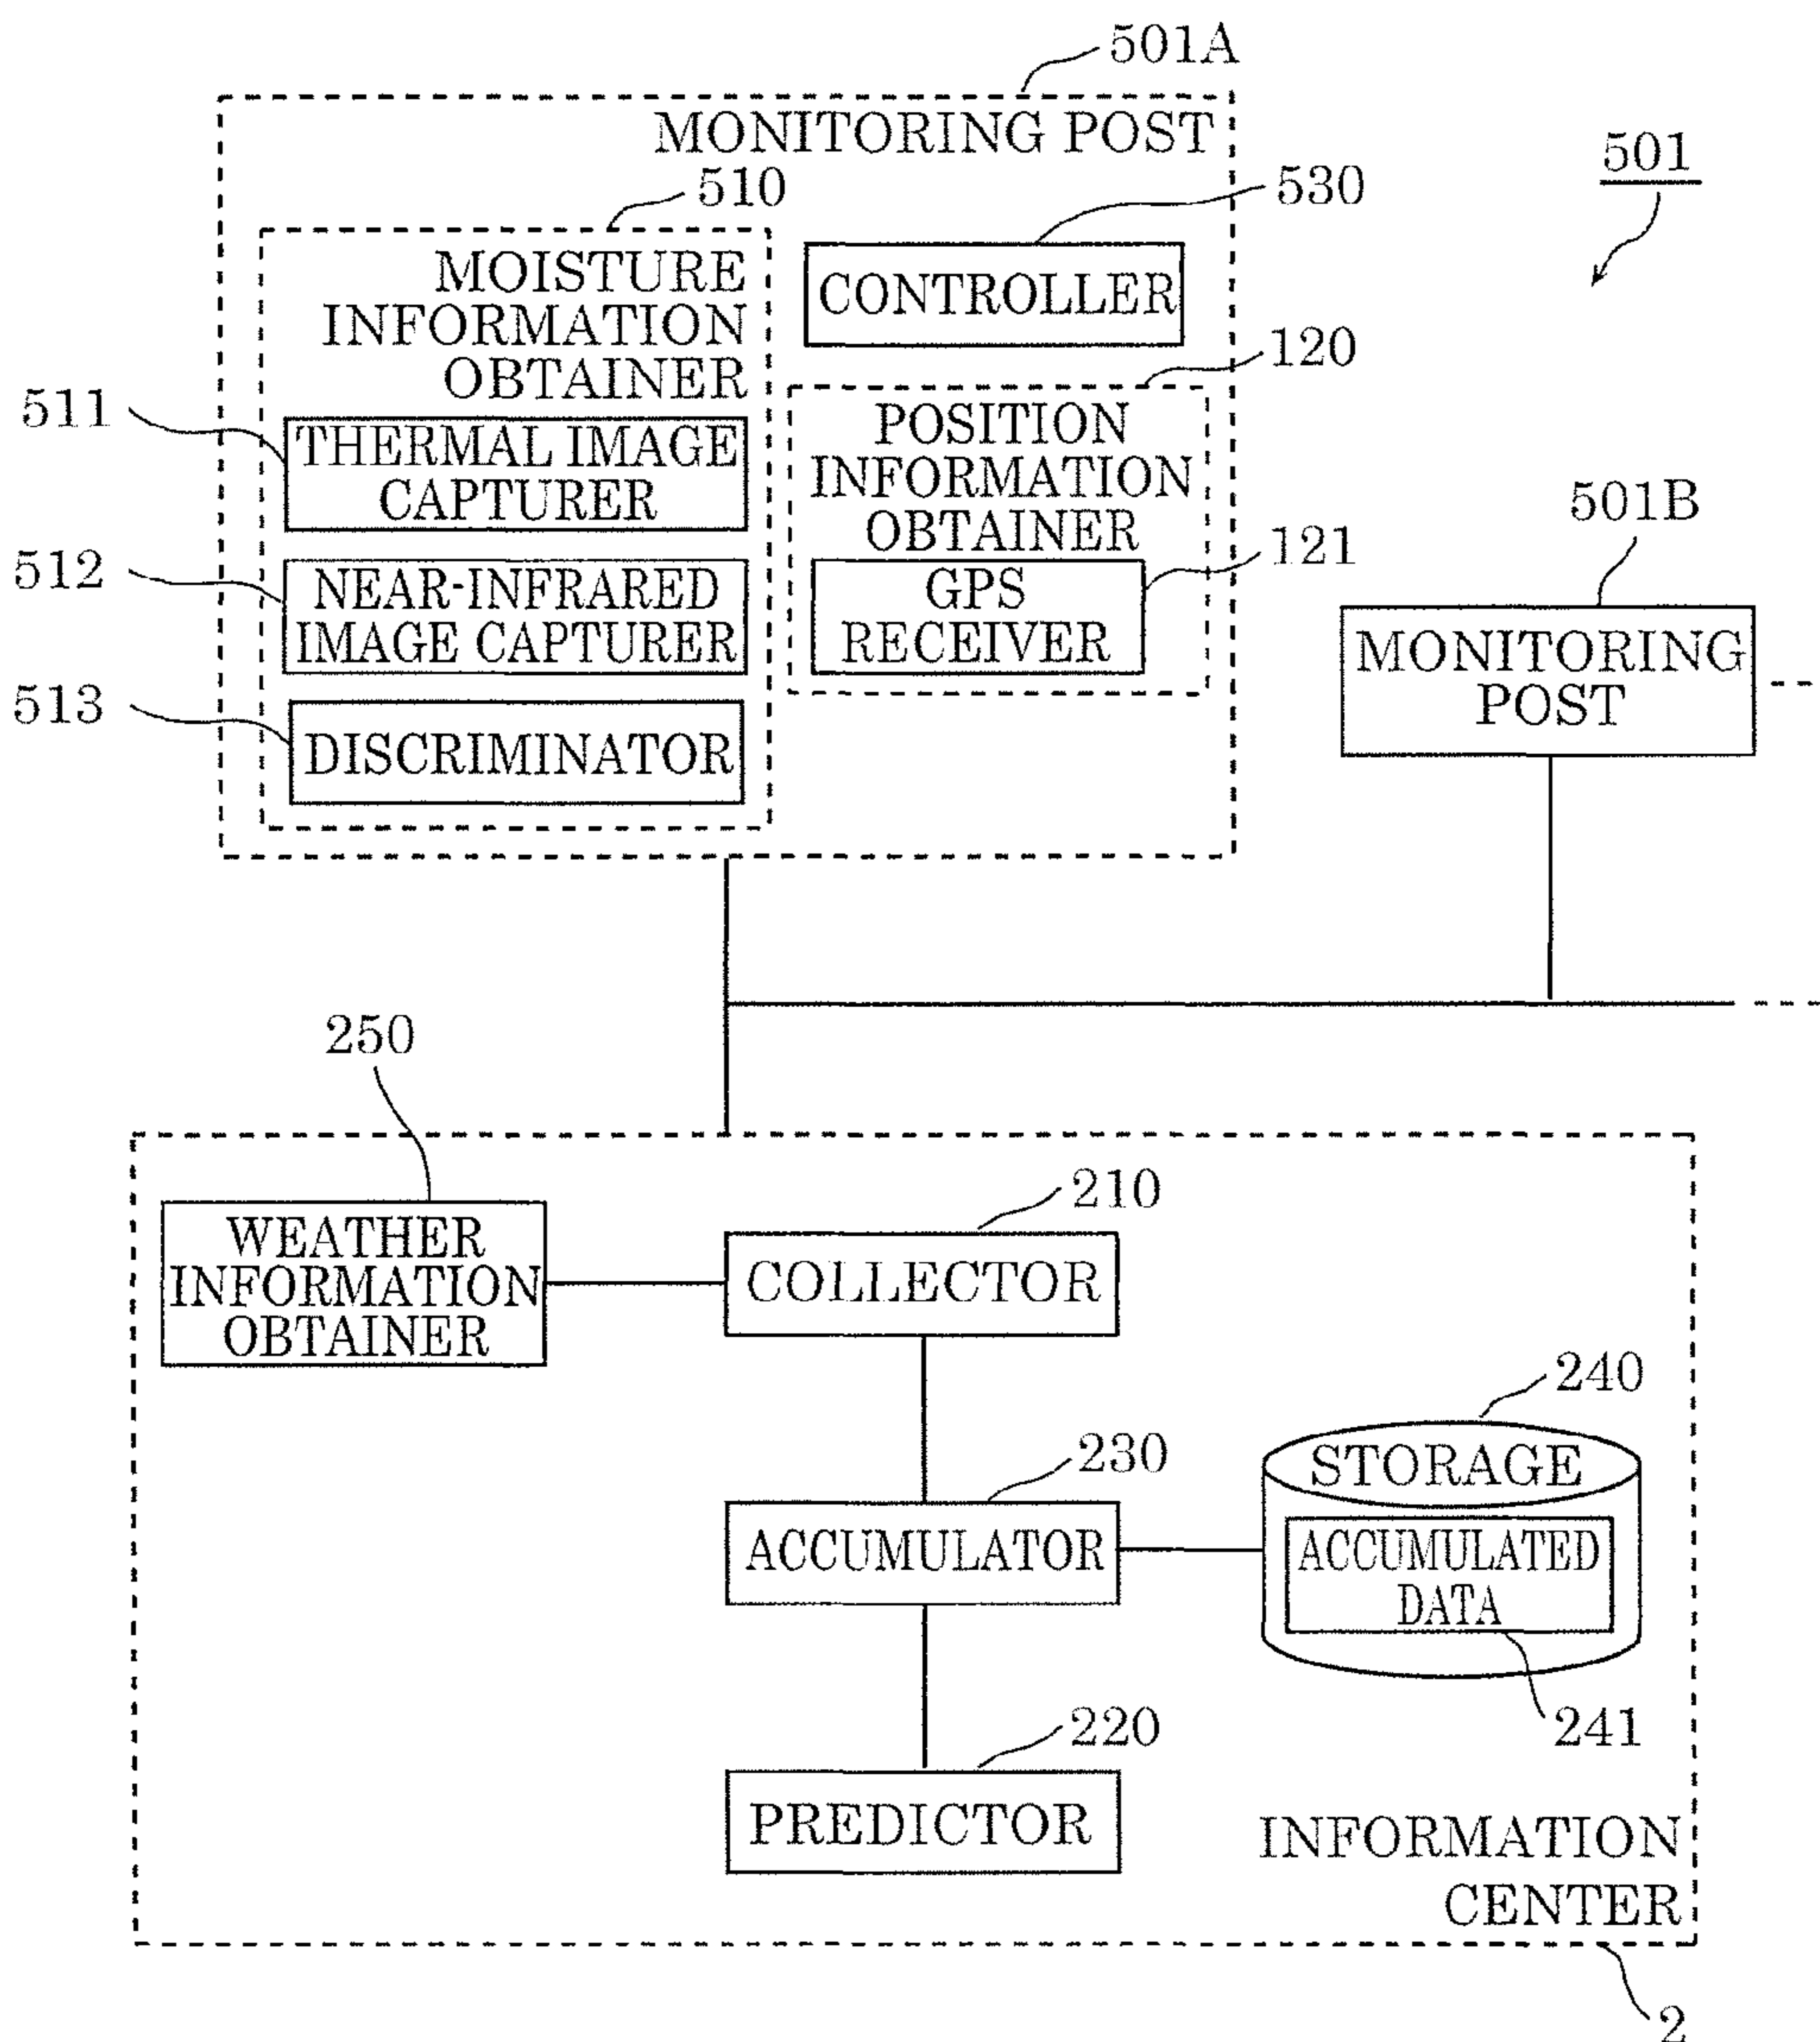 501A
MONITORING POST
501
510
530
MOISTURE
INFORMATION
OBTAINER
CONTROLLER
120
511
THERMAL IMAGE
CAPTURER
POSITION
INFORMATION
OBTAINER
501B
512
NEAR-INFRARED
IMAGE CAPTURER
121
GPS
RECEIVER
MONITORING
POST
513
DISCRIMINATOR
250
WEATHER
INFORMATION
OBTAINER
210
COLLECTOR
240
STORAGE
230
ACCUMULATOR
ACCUMULATED
DATA
241
220
PREDICTOR
INFORMATION
CENTER
2